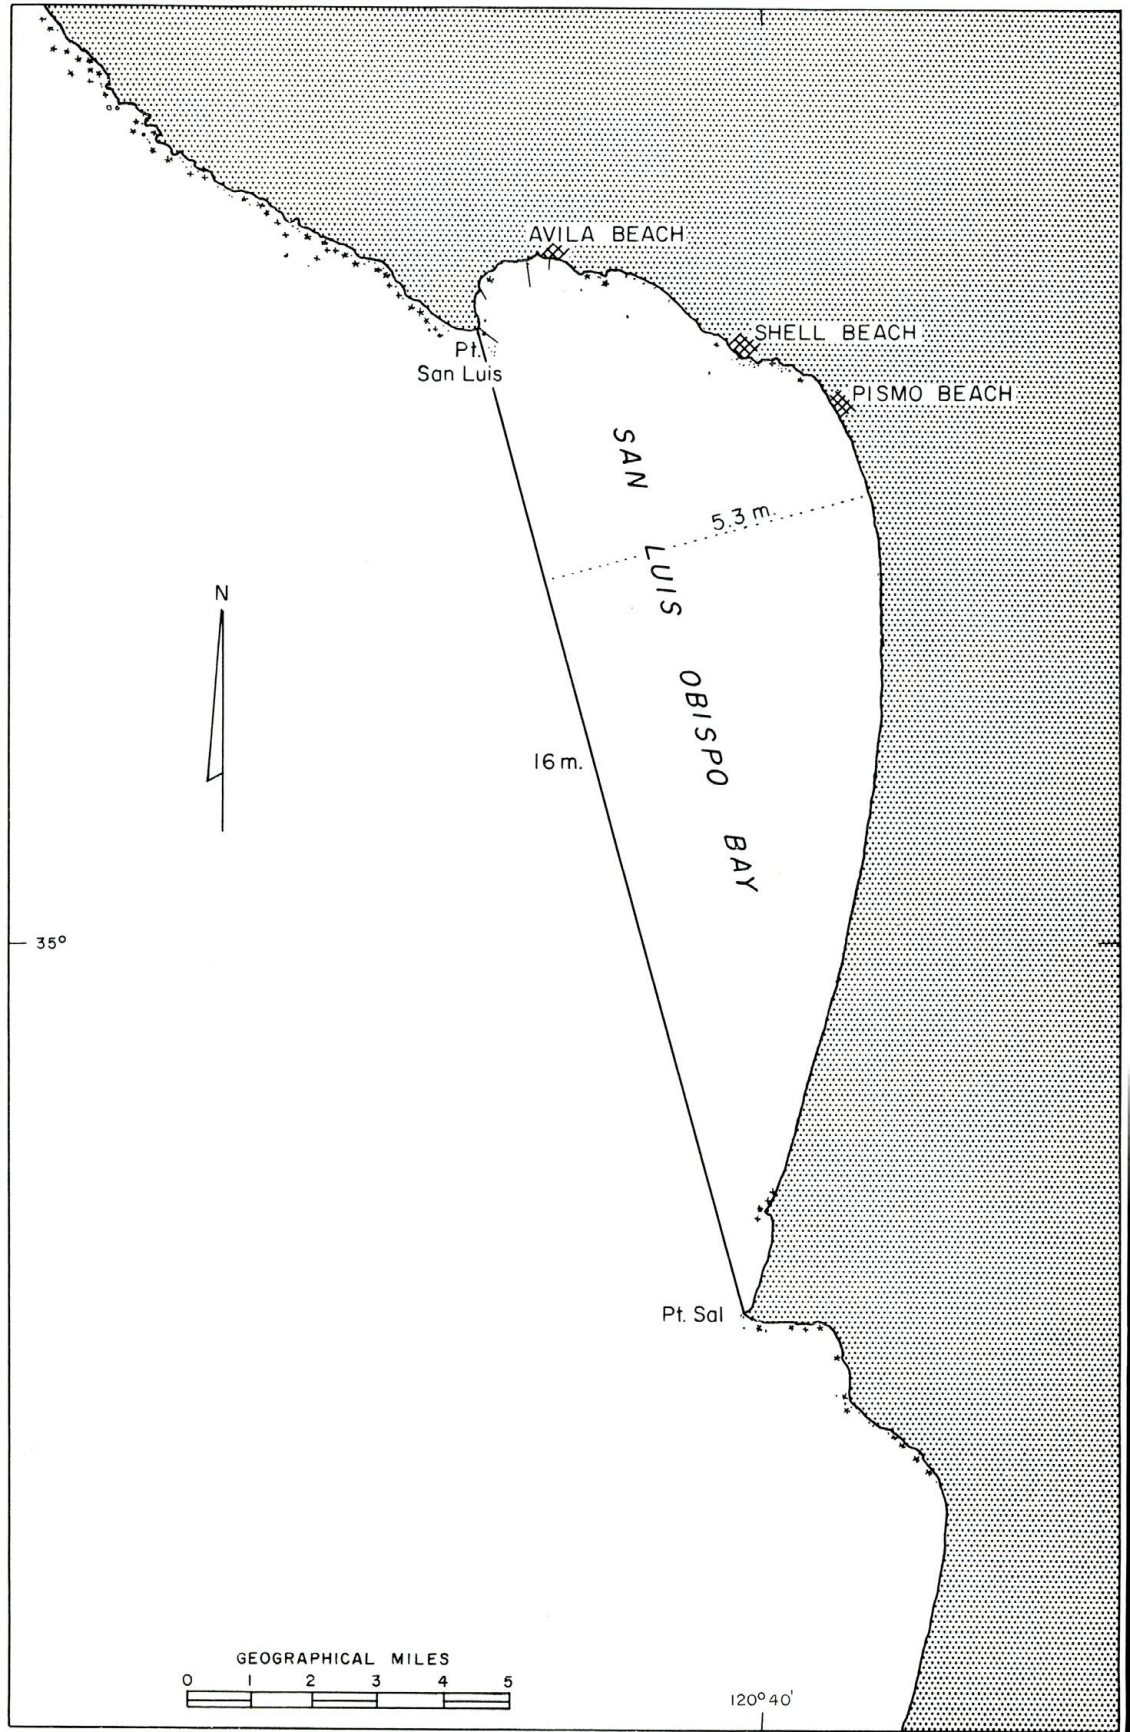 AVILA BEACH
SHELL BEACH
Pt.
San Luis
PISMO BEACH
SAN LUIS OBISPO BAY
5.3 m.
N
16 m.
35°
Pt. Sal
GEOGRAPHICAL MILES
0 1 2 3 4 5
120°40'